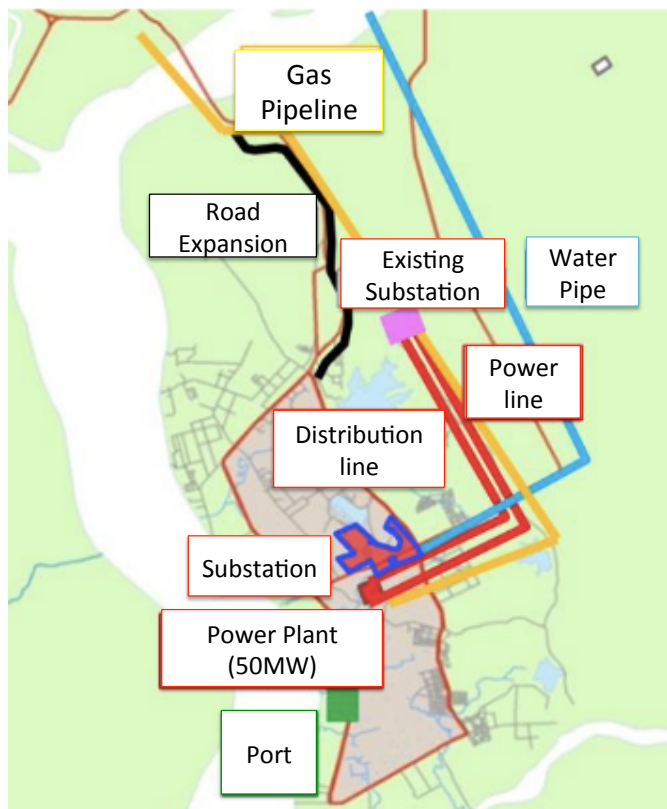 Gas
Pipeline
Road
Expansion
Existing
Substation
Water
Pipe
Power
line
Distribution
line
Substation
Power Plant
(50MW)
Port